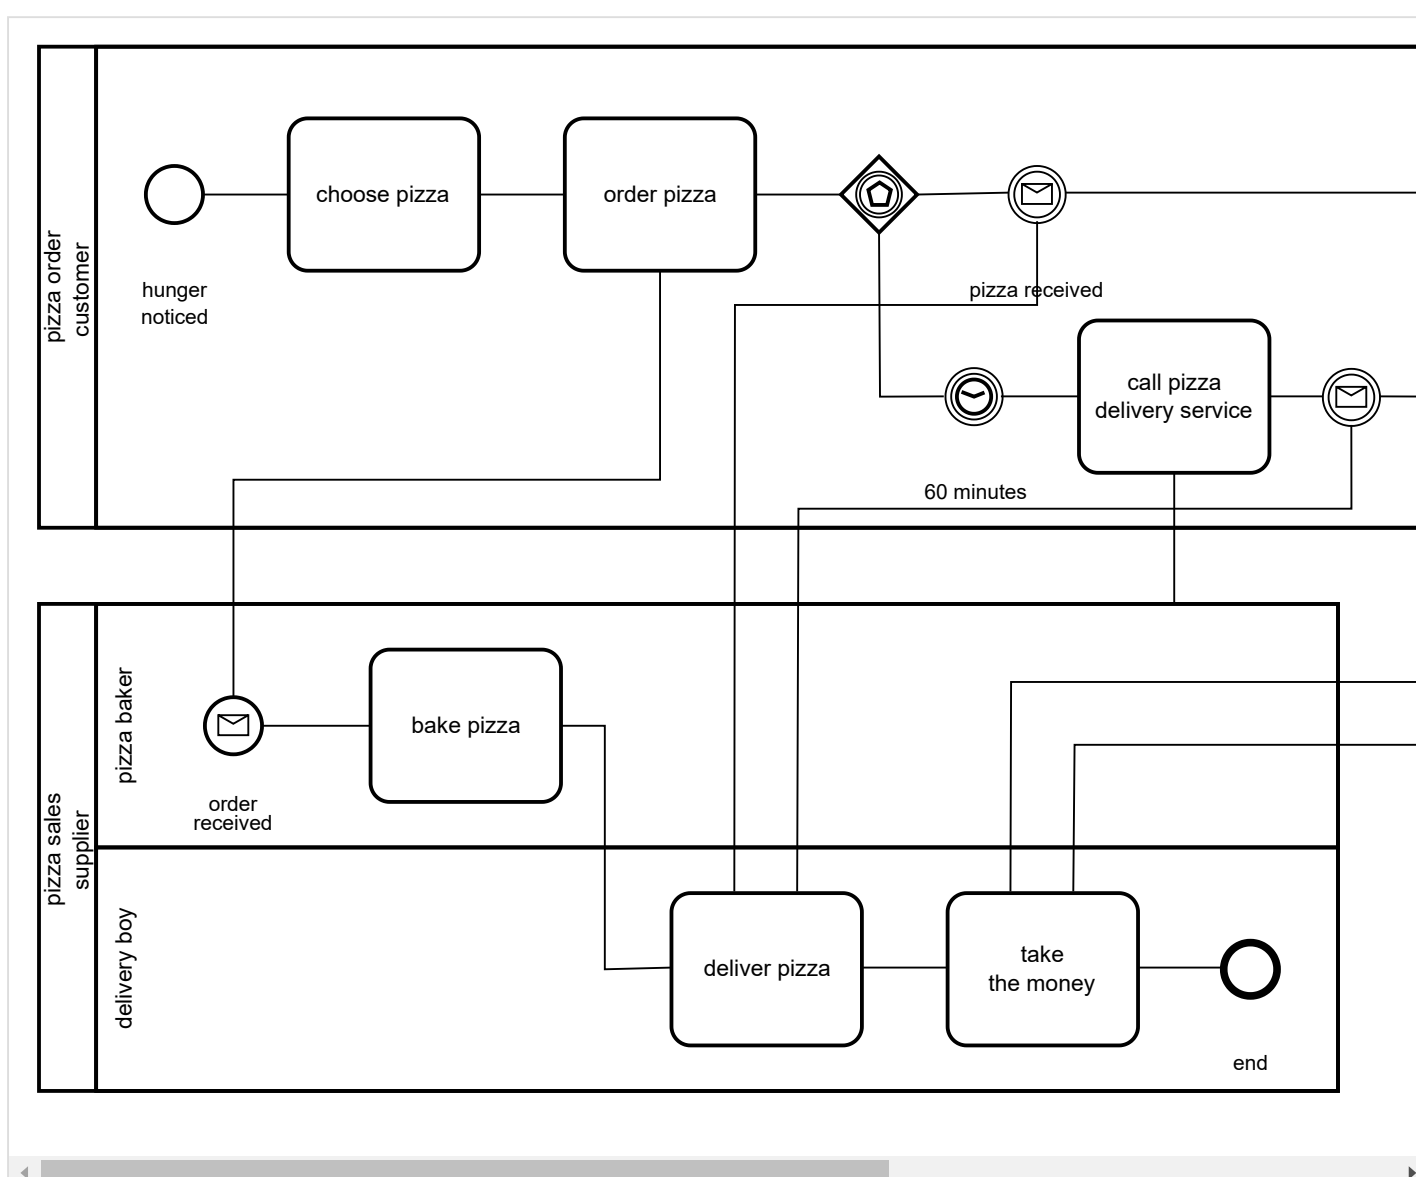 pizza order
customer
choose pizza
order pizza
hunger
noticed
pizza received
call pizza
delivery service
60 minutes
pizza sales
supplier
pizza baker
bake pizza
order
received
delivery boy
deliver pizza
take
the money
end